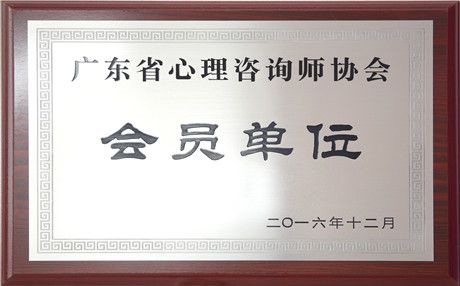 广东省心理咨询师协会
会员单位
二〇一六年十二月